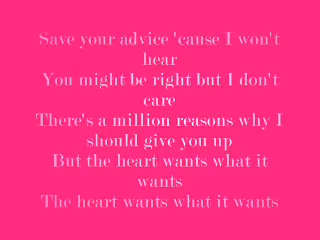 Save your advice 'cause I won't
hear
You might be right but I don't
care
There's a million reasons why I
should give you up
But the heart wants what it
wants
The heart wants what it wants